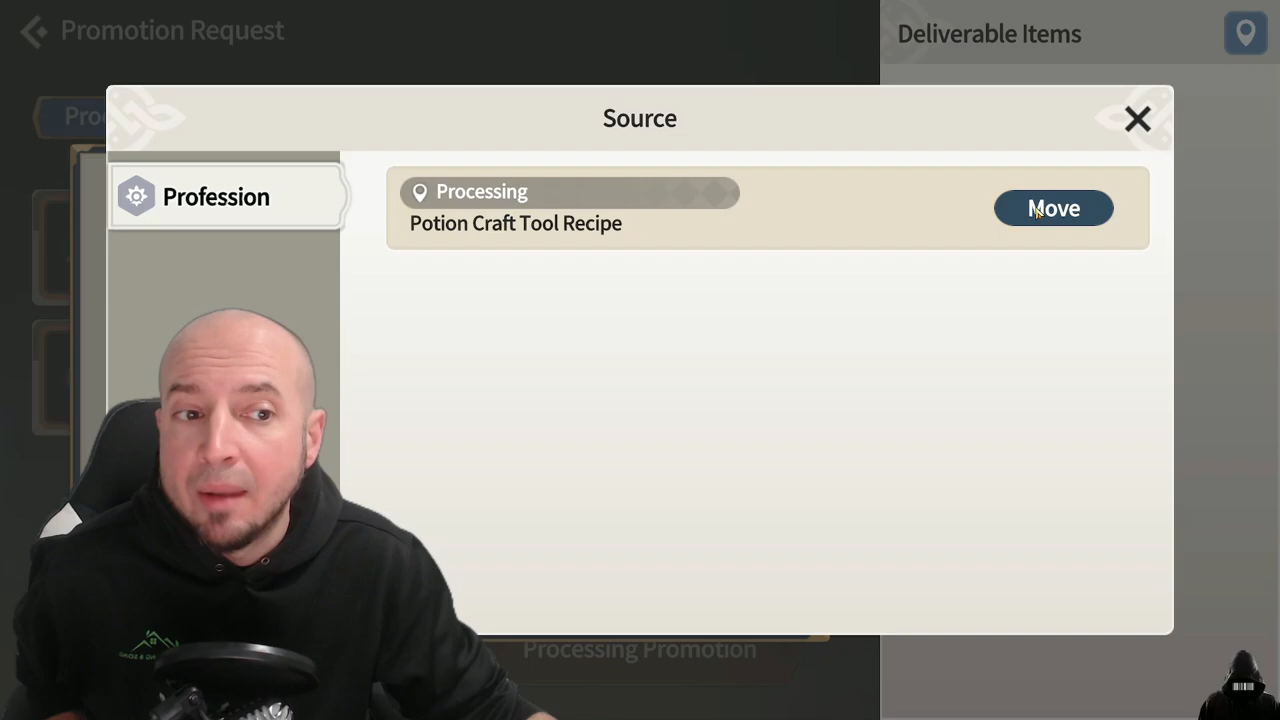 Promotion Request
Deliverable Items
Source
Profession
Processing
Potion Craft Tool Recipe
Move
Processing Promotion